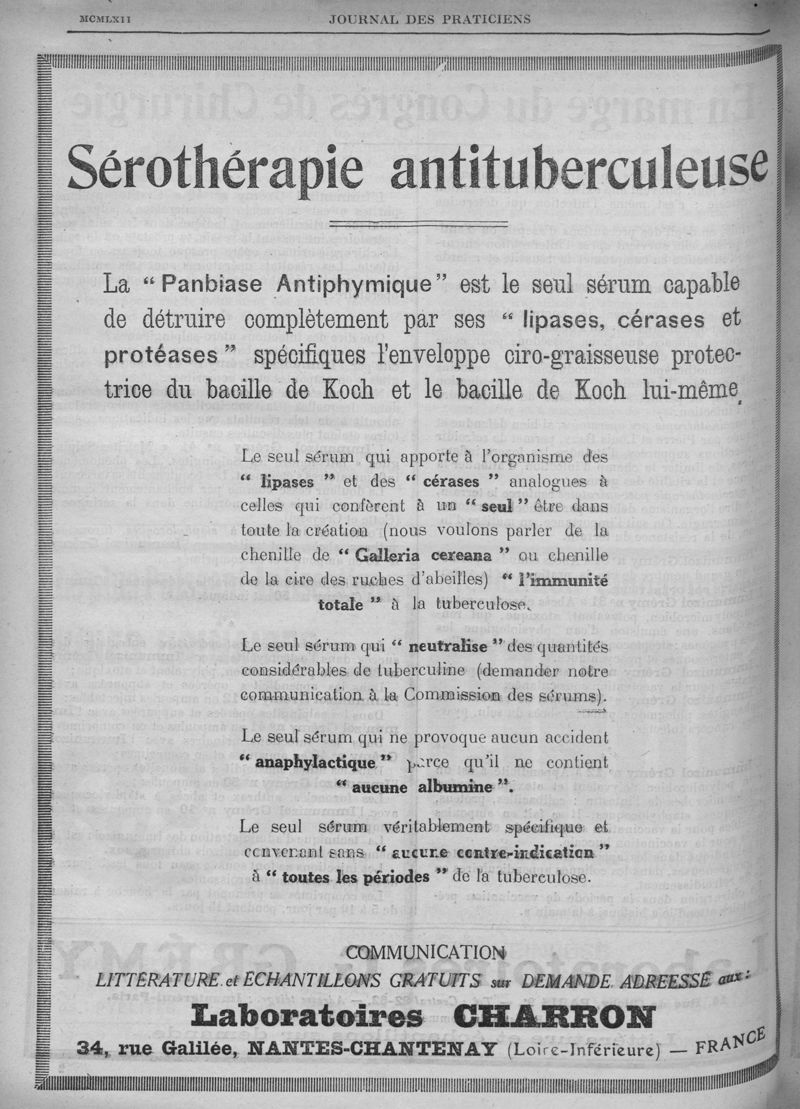 MCMLXII
JOURNAL DES PRATICIENS
Sérothérapie antituberculeuse
La “ Panbiase Antiphymique ” est le seul sérum capable
de détruire complètement par ses “ lipases, cérases et
protéases ” spécifiques l’enveloppe ciro-graisseuse protec-
trice du bacille de Koch et le bacille de Koch lui-même.
Le seul sérum qui apporte à l’organisme des
“ lipases ” et des “ cérases ” analogues à
celles qui confèrent à un “ seul ” être dans
toute la création (nous voulons parler de la
chenille de “ Galleria cereana ” ou chenille
de la cire des ruches d’abeilles) “ l’immunité
totale ” à la tuberculose.
Le seul sérum qui “ neutralise ” des quantités
considérables de tuberculine (demander notre
communication à la Commission des sérums).
Le seul sérum qui ne provoque aucun accident
“ anaphylactique ” parce qu’il ne contient
“ aucune albumine ”.
Le seul sérum véritablement spécifique et
convenant sans “ aucune contre-indication ”
à “ toutes les périodes ” de la tuberculose.
COMMUNICATION
LITTÉRATURE et ECHANTILLONS GRATUITS sur DEMANDE ADREESSÉ aux :
Laboratoires CHARRON
34, rue Galilée, NANTES-CHANTENAY (Loire-Inférieure) — FRANCE